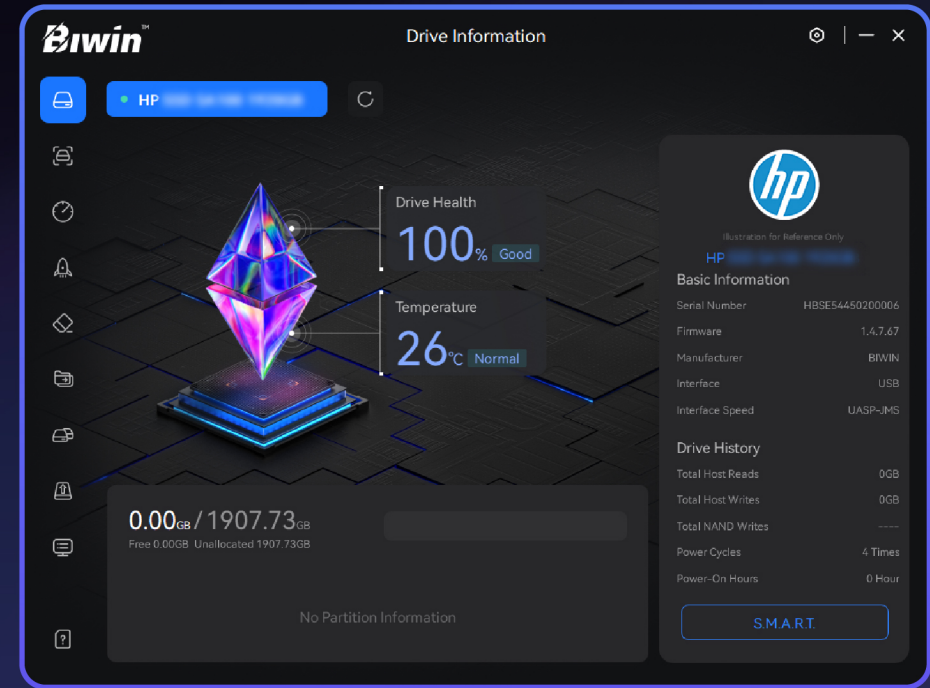 Biwin™
Drive Information
HP
Drive Health
100% Good
Temperature
26°C Normal
0.00GB / 1907.73GB
Free 0.00GB Unallocated 1907.73GB
No Partition Information
hp
Illustration for Reference Only
HP
Basic Information
Serial Number HBSE54450200006
Firmware 1.4.7.67
Manufacturer BIWIN
Interface USB
Interface Speed UASP-JMS
Drive History
Total Host Reads 0GB
Total Host Writes 0GB
Total NAND Writes ----
Power Cycles 4 Times
Power-On Hours 0 Hour
S.M.A.R.T.